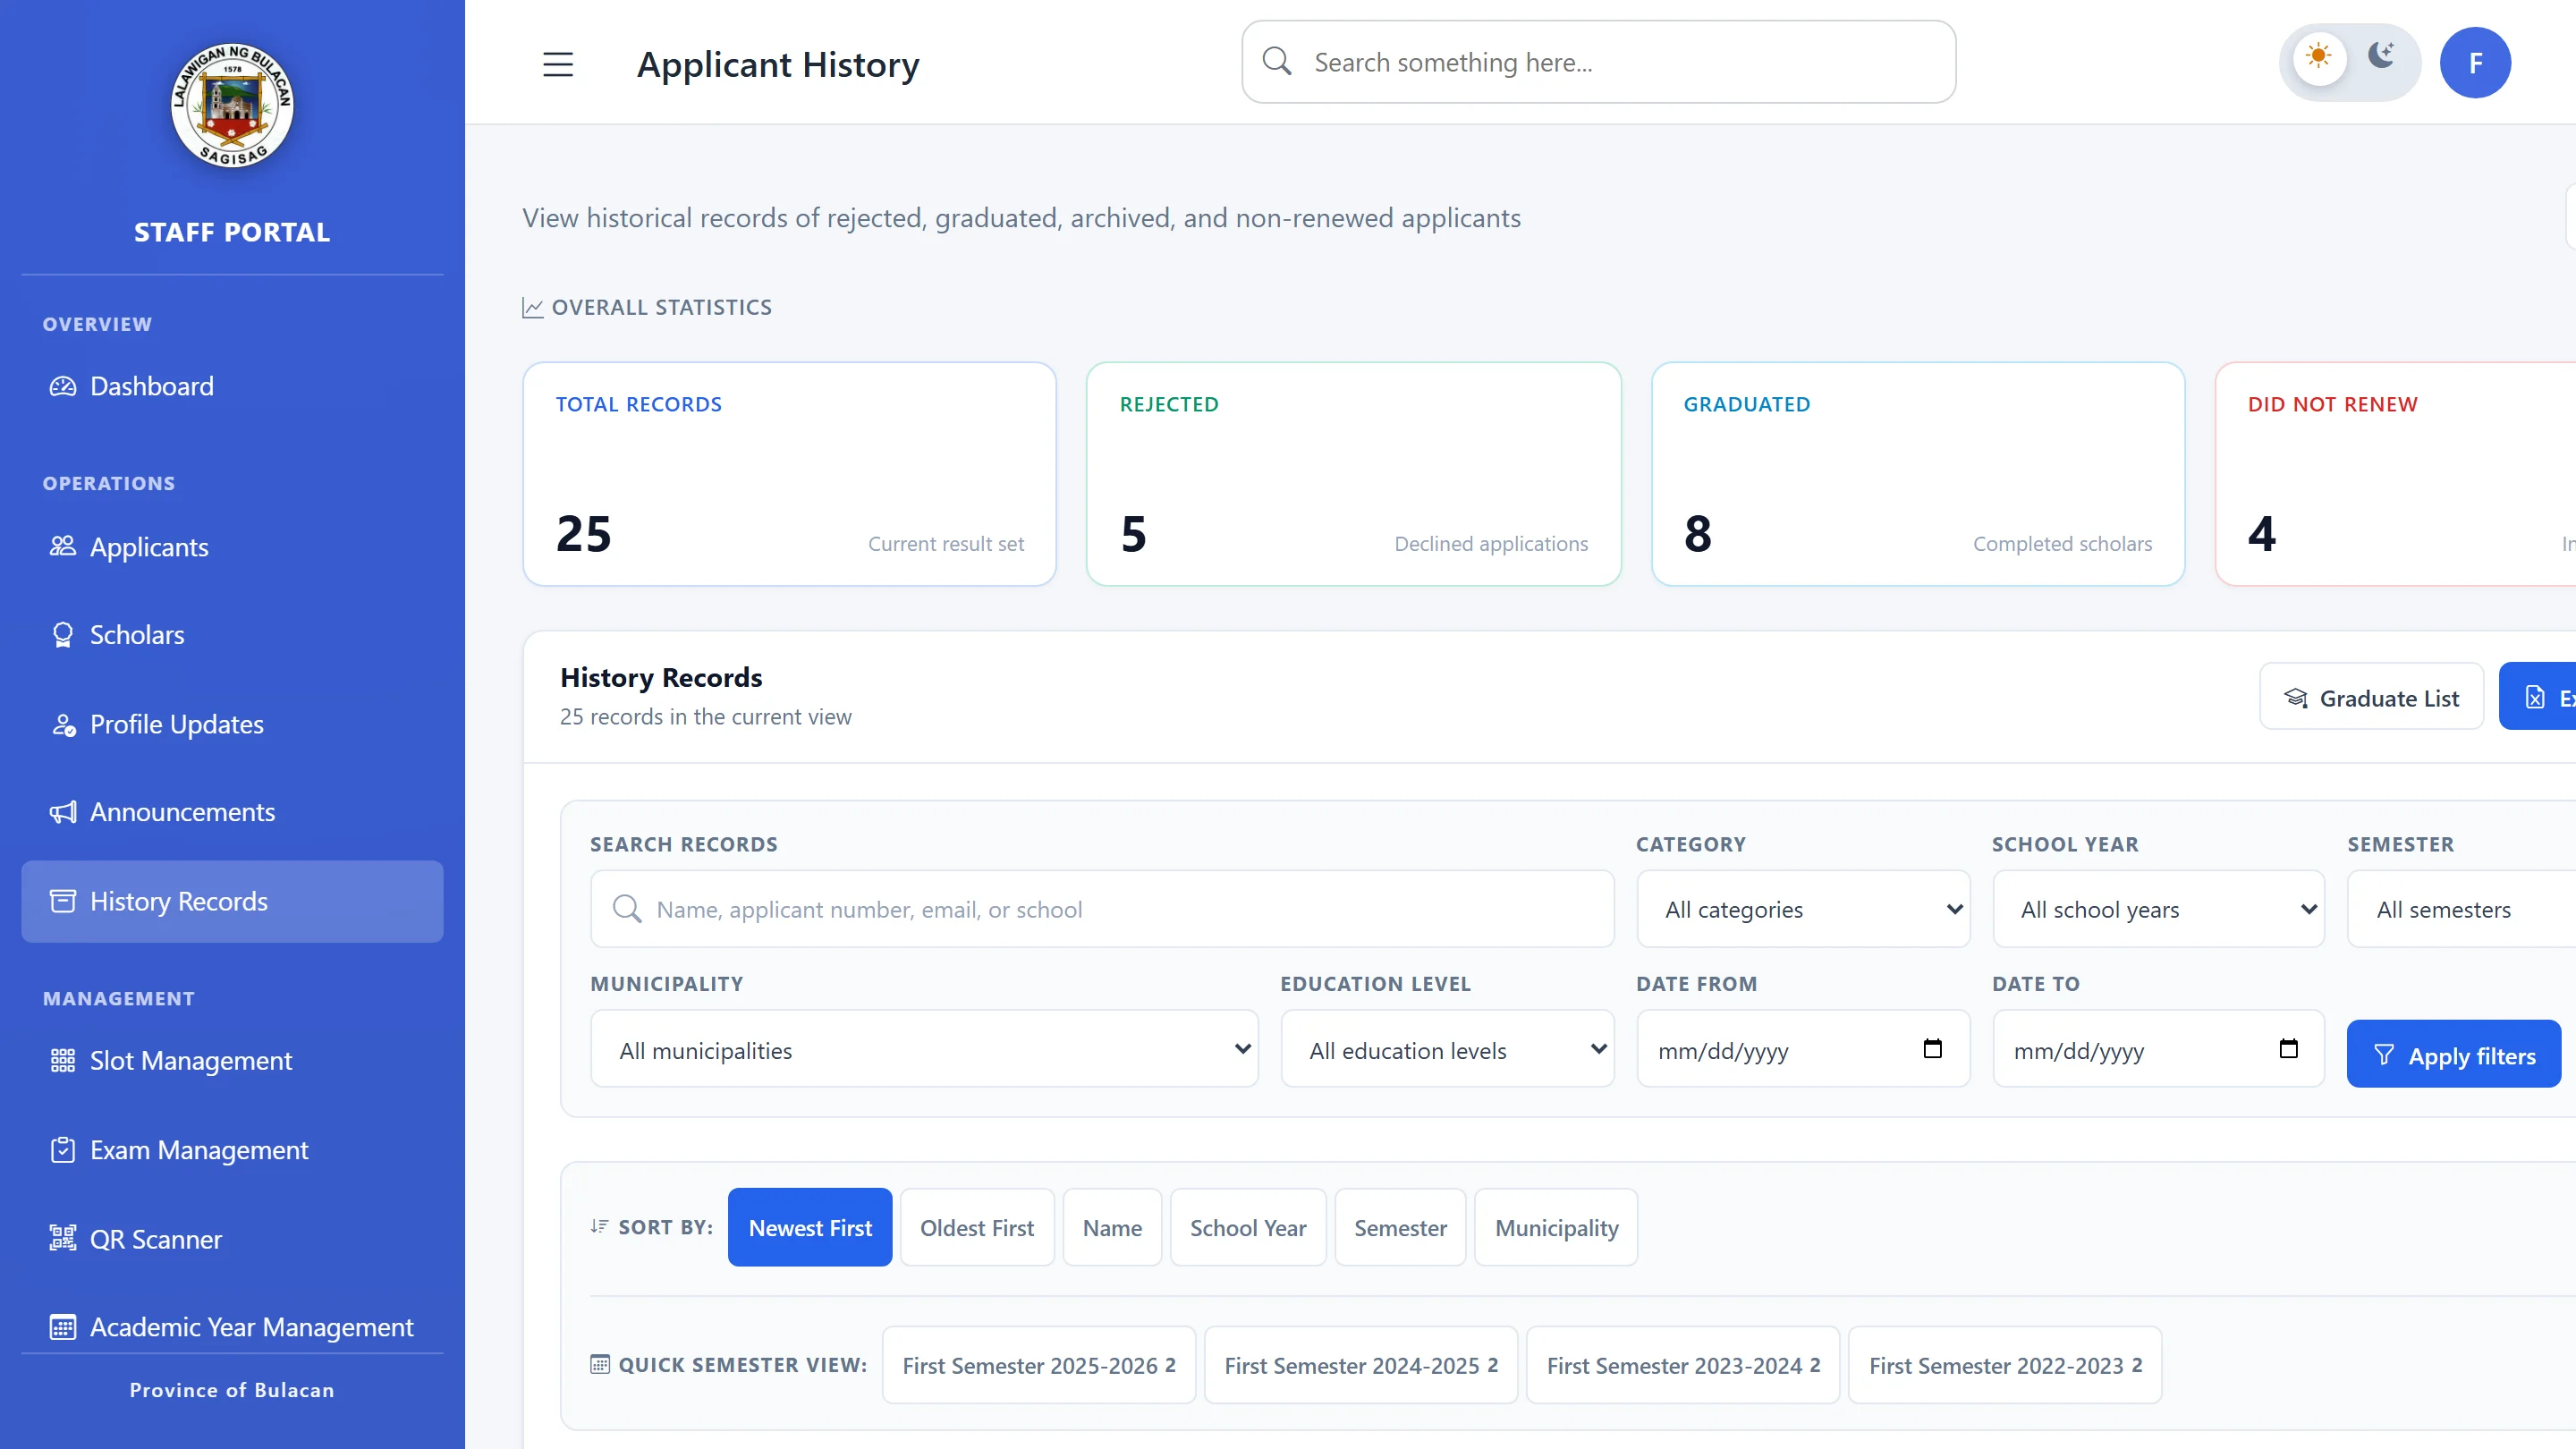 LALAWIGAN NG BULACAN
1578
SAGISAG
STAFF PORTAL
OVERVIEW
Dashboard
OPERATIONS
Applicants
Scholars
Profile Updates
Announcements
History Records
MANAGEMENT
Slot Management
Exam Management
QR Scanner
Academic Year Management
Province of Bulacan
Applicant History
Search something here...
F
View historical records of rejected, graduated, archived, and non-renewed applicants
OVERALL STATISTICS
TOTAL RECORDS
25
Current result set
REJECTED
5
Declined applications
GRADUATED
8
Completed scholars
DID NOT RENEW
4
History Records
25 records in the current view
Graduate List
SEARCH RECORDS
Name, applicant number, email, or school
CATEGORY
All categories
SCHOOL YEAR
All school years
SEMESTER
All semesters
MUNICIPALITY
All municipalities
EDUCATION LEVEL
All education levels
DATE FROM
mm/dd/yyyy
DATE TO
mm/dd/yyyy
Apply filters
SORT BY:
Newest First
Oldest First
Name
School Year
Semester
Municipality
QUICK SEMESTER VIEW:
First Semester 2025-2026 2
First Semester 2024-2025 2
First Semester 2023-2024 2
First Semester 2022-2023 2